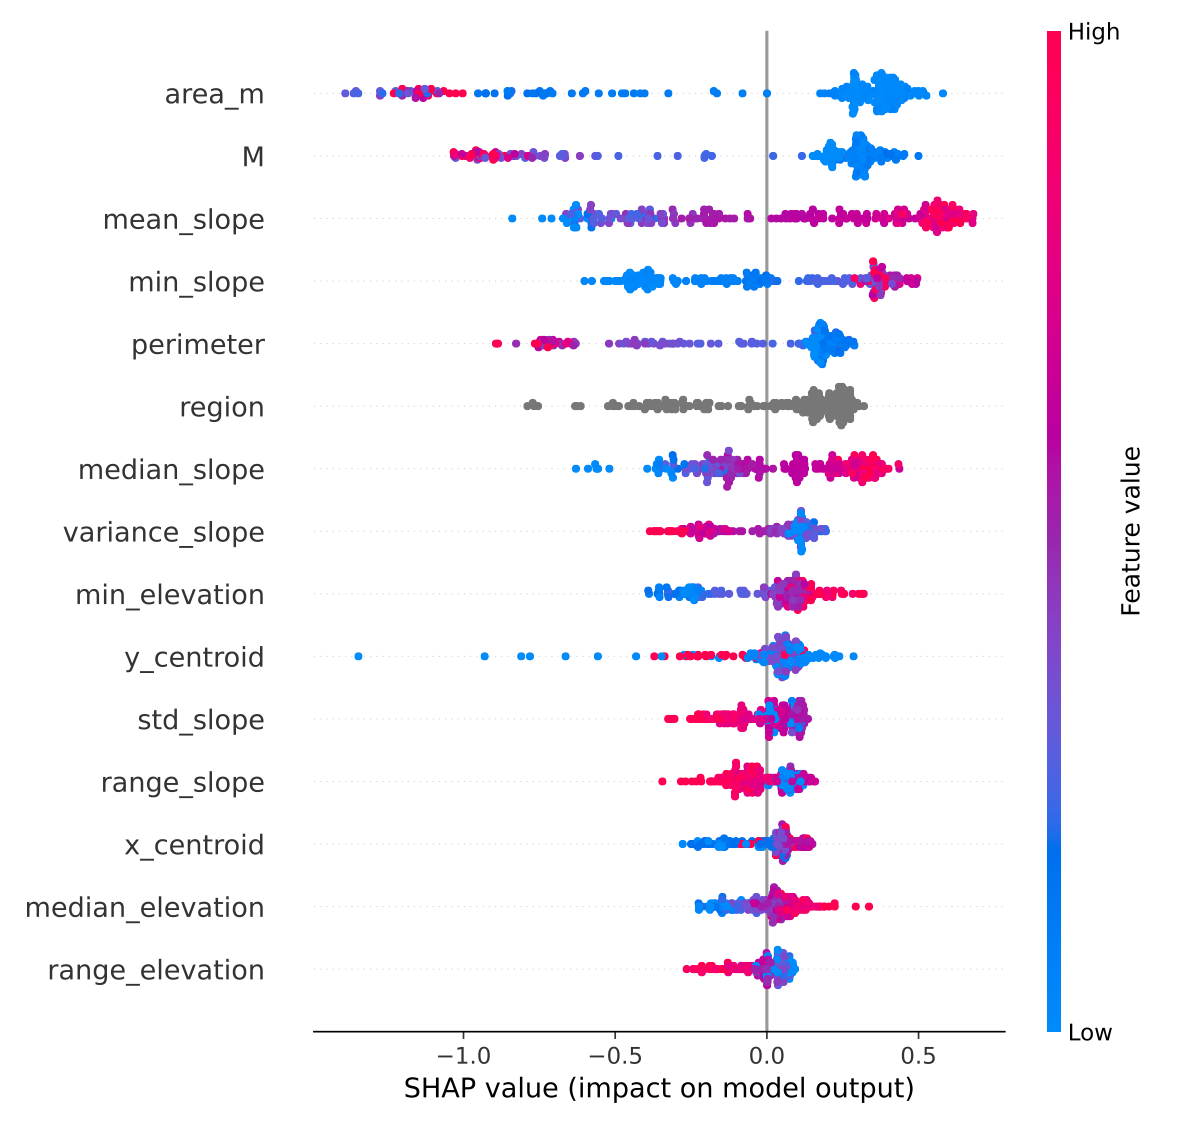 High
area_m
M
mean_slope
min_slope
perimeter
region
median_slope
variance_slope
min_elevation
y_centroid
std_slope
range_slope
x_centroid
median_elevation
range_elevation
Feature value
Low
−1.0 −0.5 0.0 0.5
SHAP value (impact on model output)